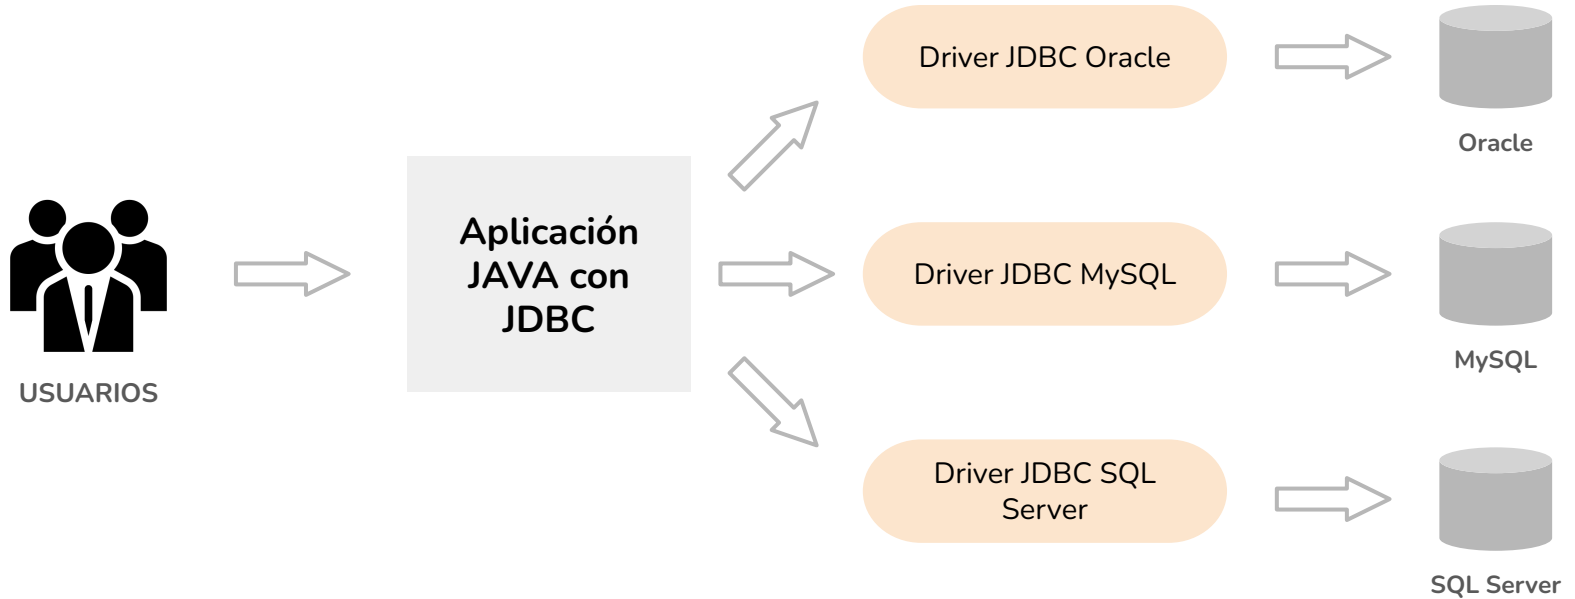 Driver JDBC Oracle
Oracle
Aplicación
JAVA con
JDBC
Driver JDBC MySQL
MySQL
USUARIOS
Driver JDBC SQL
Server
SQL Server